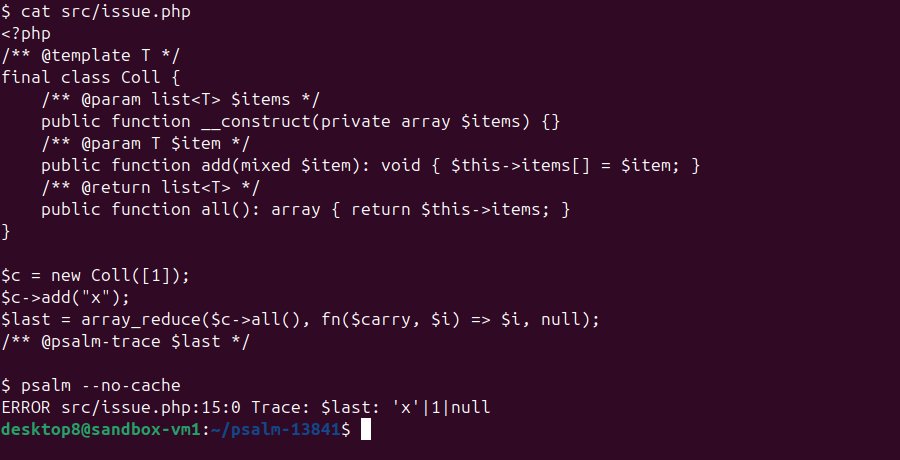 $ cat src/issue.php
<?php
/** @template T */
final class Coll {
    /** @param list<T> $items */
    public function __construct(private array $items) {}
    /** @param T $item */
    public function add(mixed $item): void { $this->items[] = $item; }
    /** @return list<T> */
    public function all(): array { return $this->items; }
}

$c = new Coll([1]);
$c->add("x");
$last = array_reduce($c->all(), fn($carry, $i) => $i, null);
/** @psalm-trace $last */

$ psalm --no-cache
ERROR src/issue.php:15:0 Trace: $last: 'x'|1|null
desktop8@sandbox-vm1:~/psalm-13841$